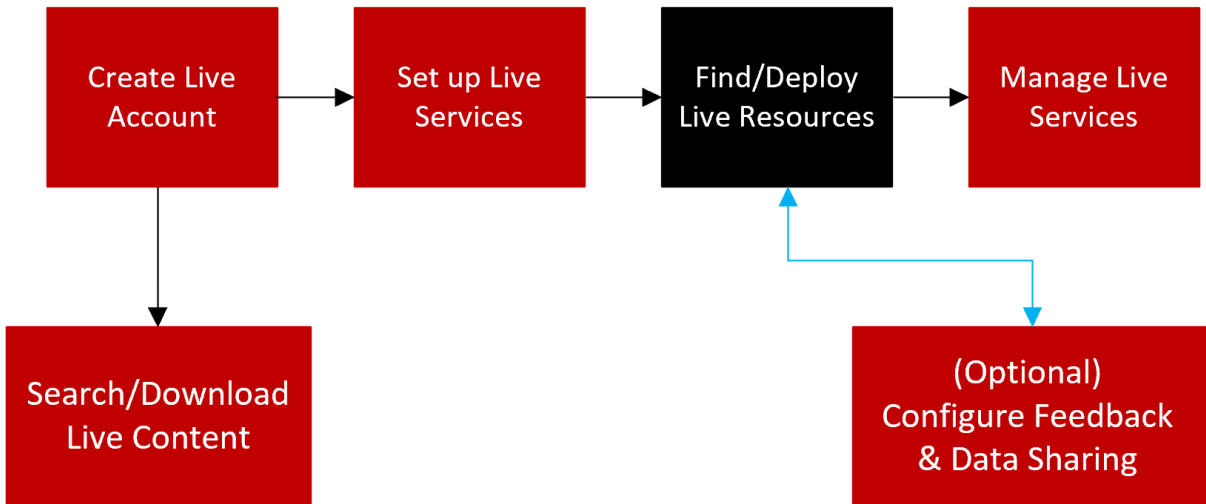 Create Live
Account
Set up Live
Services
Find/Deploy
Live Resources
Manage Live
Services
Search/Download
Live Content
(Optional)
Configure Feedback
& Data Sharing